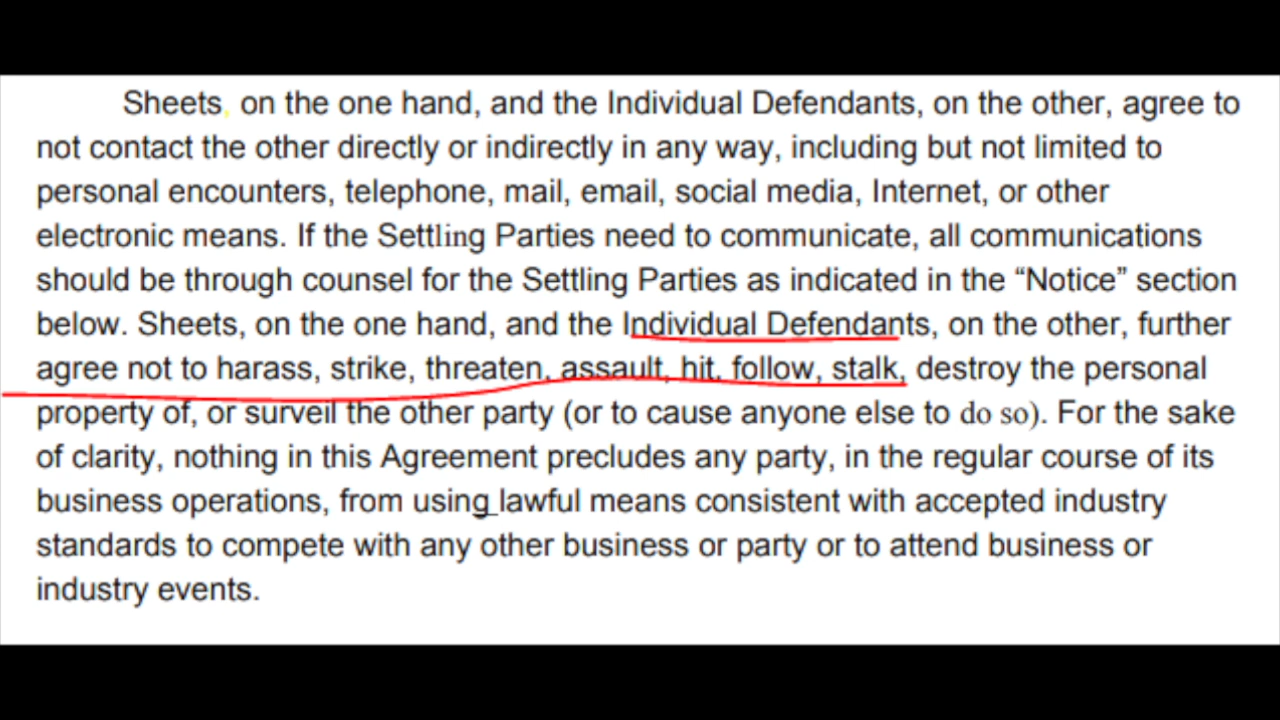 Sheets, on the one hand, and the Individual Defendants, on the other, agree to
not contact the other directly or indirectly in any way, including but not limited to
personal encounters, telephone, mail, email, social media, Internet, or other
electronic means. If the Settling Parties need to communicate, all communications
should be through counsel for the Settling Parties as indicated in the “Notice” section
below. Sheets, on the one hand, and the Individual Defendants, on the other, further
agree not to harass, strike, threaten, assault, hit, follow, stalk, destroy the personal
property of, or surveil the other party (or to cause anyone else to do so). For the sake
of clarity, nothing in this Agreement precludes any party, in the regular course of its
business operations, from using lawful means consistent with accepted industry
standards to compete with any other business or party or to attend business or
industry events.